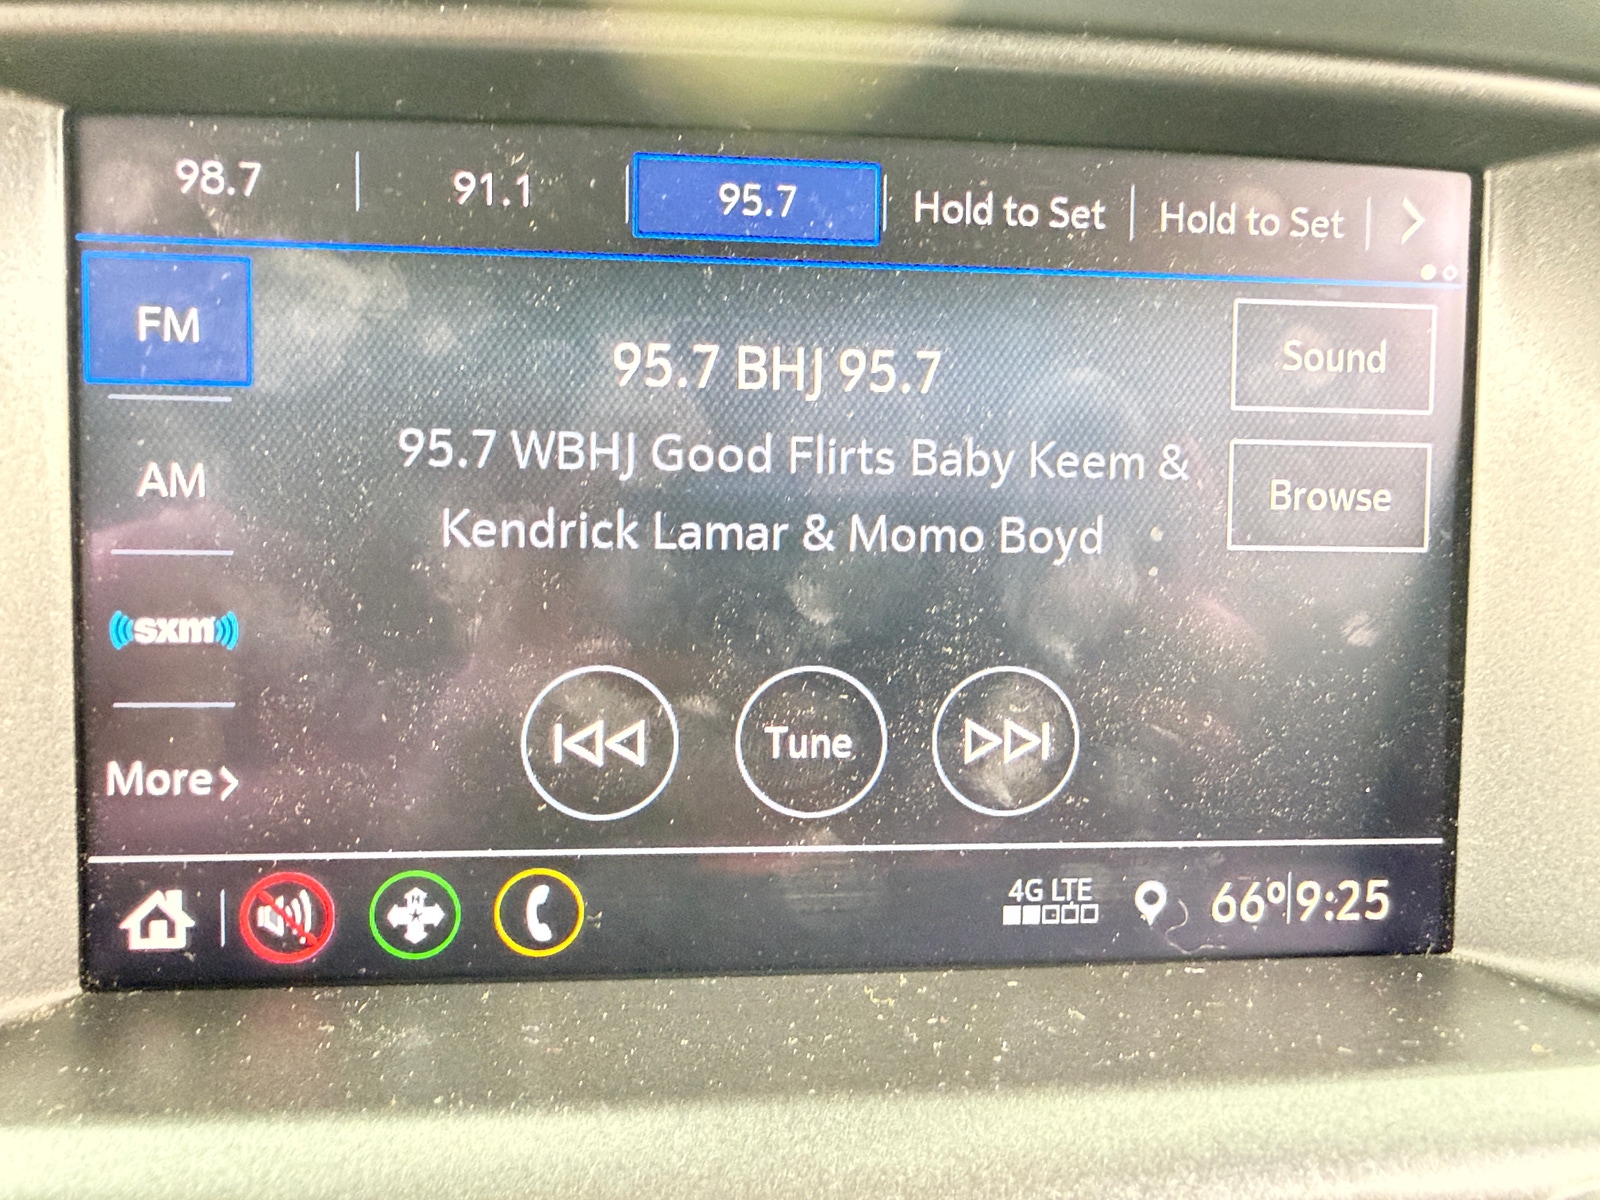 98.7
91.1
95.7
Hold to Set
Hold to Set
FM
95.7 BHJ 95.7
Sound
95.7 WBHJ Good Flirts Baby Keem &
Kendrick Lamar & Momo Boyd
AM
Browse
sxm
Tune
More
4G LTE
66° 9:25